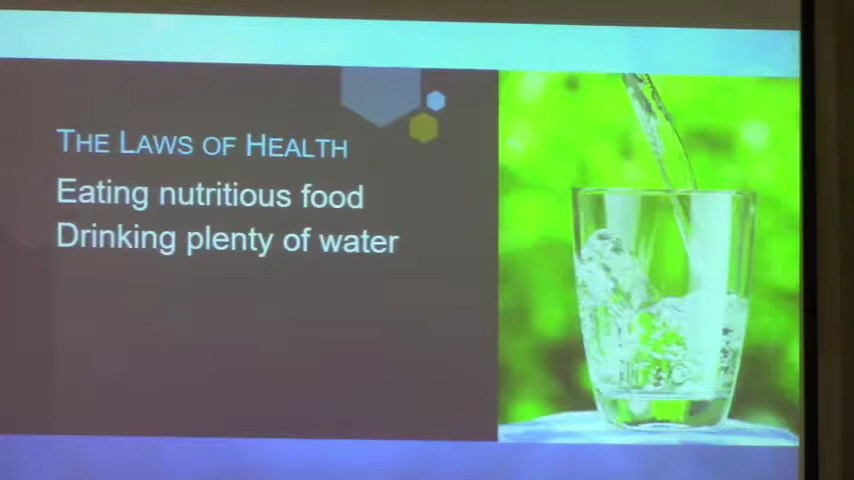 THE LAWS OF HEALTH
Eating nutritious food
Drinking plenty of water